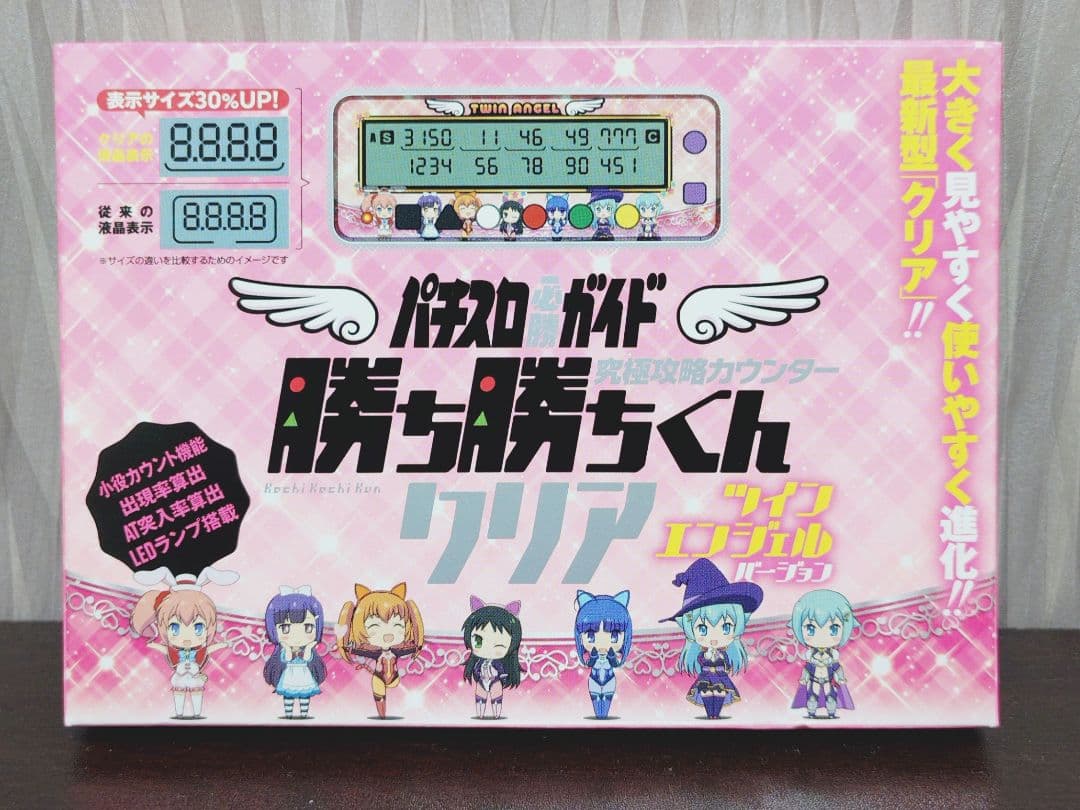 表示サイズ30%UP!
クリアの
液晶表示
8.8.8.8
従来の
液晶表示
8.8.8.8
※サイズの違いを比較するためのイメージです
TWIN ANGEL
A S 3150 11 46 49 777 C
1234 56 78 90 451
大きく見やすく使いやすく進化!!
最新型「クリア」!!
パチスロ必勝ガイド
究極攻略カウンター
勝ち勝ちくん
Kachi Kachi Kun
クリア
ツイン
エンジェル
バージョン
小役カウント機能
出現率算出
AT突入率算出
LEDランプ搭載